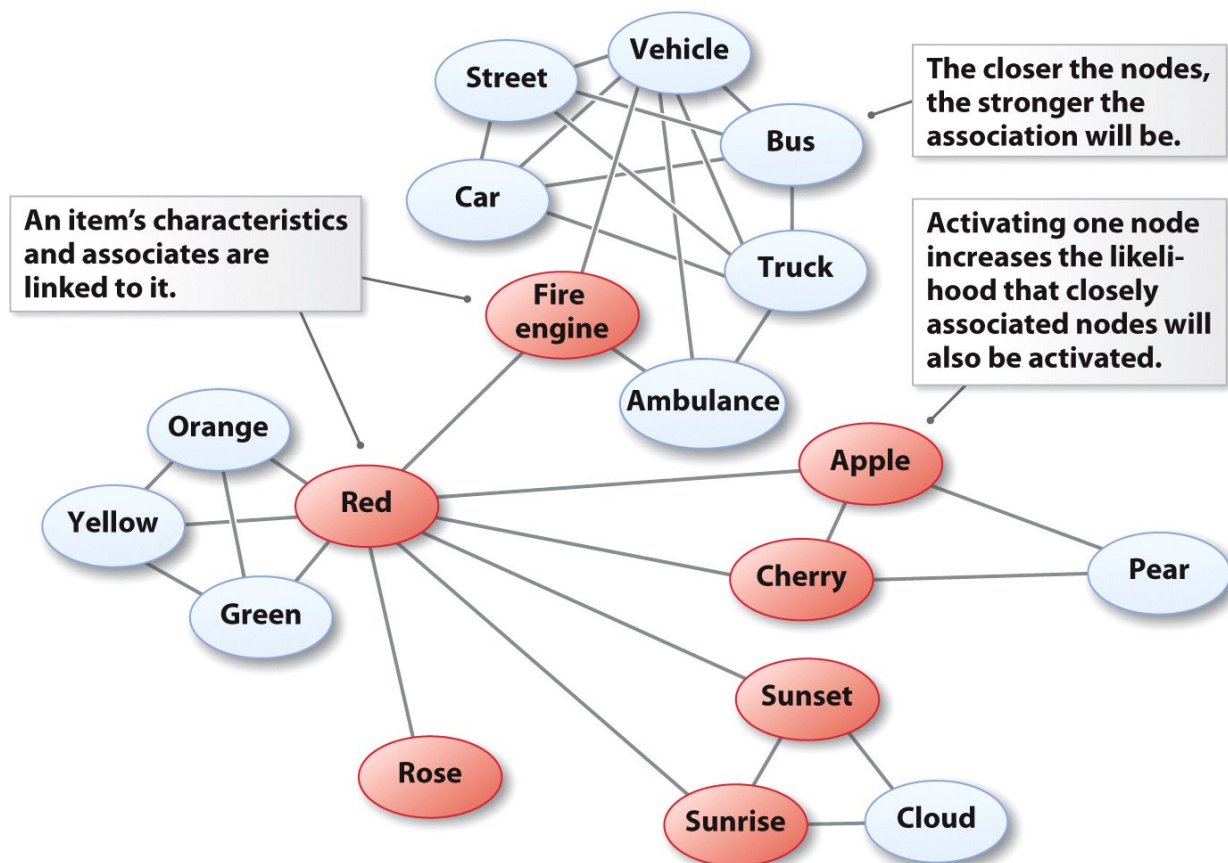 Vehicle
Street
The closer the nodes,
the stronger the
association will be.
Bus
Car
An item’s characteristics
and associates are
linked to it.
Activating one node
increases the likeli-
hood that closely
associated nodes will
also be activated.
Truck
Fire
engine
Ambulance
Orange
Apple
Red
Yellow
Cherry
Pear
Green
Sunset
Rose
Sunrise
Cloud